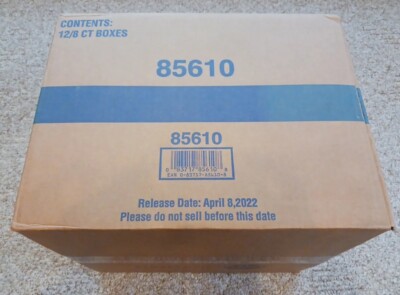 CONTENTS:
12/8 CT BOXES
85610
85610
Release Date: April 8,2022
Please do not sell before this date